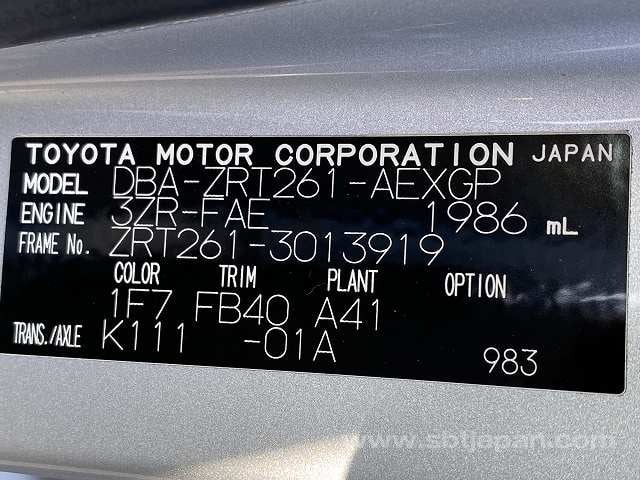 TOYOTA MOTOR CORPORATION JAPAN
MODEL DBA-ZRT261-AEXGP
ENGINE 3ZR-FAE 1986 mL
FRAME No. ZRT261-3013919
COLOR TRIM PLANT OPTION
1F7 FB40 A41
TRANS./AXLE K111 -01A
983
www.sbtjapan.com